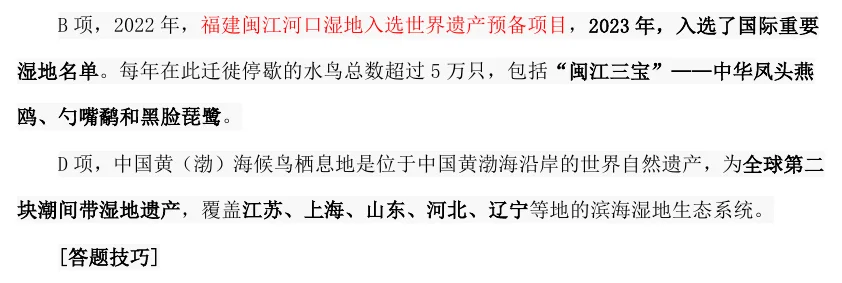 B 项，2022 年，福建闽江河口湿地入选世界遗产预备项目，2023 年，入选了国际重要
湿地名单。每年在此迁徙停歇的水鸟总数超过 5 万只，包括“闽江三宝”——中华凤头燕
鸥、勺嘴鹬和黑脸琵鹭。
D 项，中国黄（渤）海候鸟栖息地是位于中国黄渤海沿岸的世界自然遗产，为全球第二
块潮间带湿地遗产，覆盖江苏、上海、山东、河北、辽宁等地的滨海湿地生态系统。
[答题技巧]